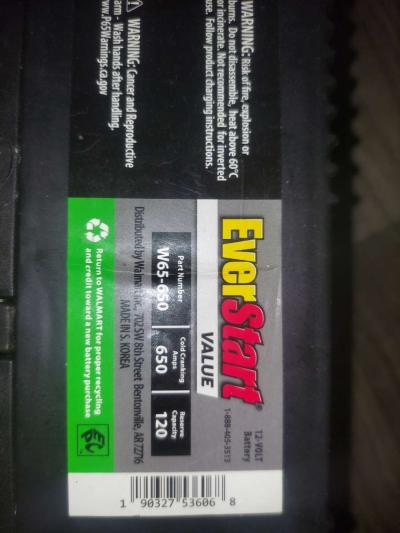 WARNING: Risk of fire, explosion or
burns. Do not disassemble, heat above 60°C
or incinerate. Not recommended for inverted
use. Follow product charging instructions.
WARNING: Cancer and Reproductive
arm - Wash hands after handling.
ww.P65Warnings.ca.gov
EverStart®
VALUE
12-VOLT
Battery
1-888-405-3513
Part Number
W65-650
Cold Cranking
Amps
650
Reserve
Capacity
120
Distributed by Walmart Inc., 702 SW 8th Street Bentonville, AR 72716
MADE IN S. KOREA
Return to WALMART for proper recycling
and credit toward a new battery purchase
1 90327 53606 8